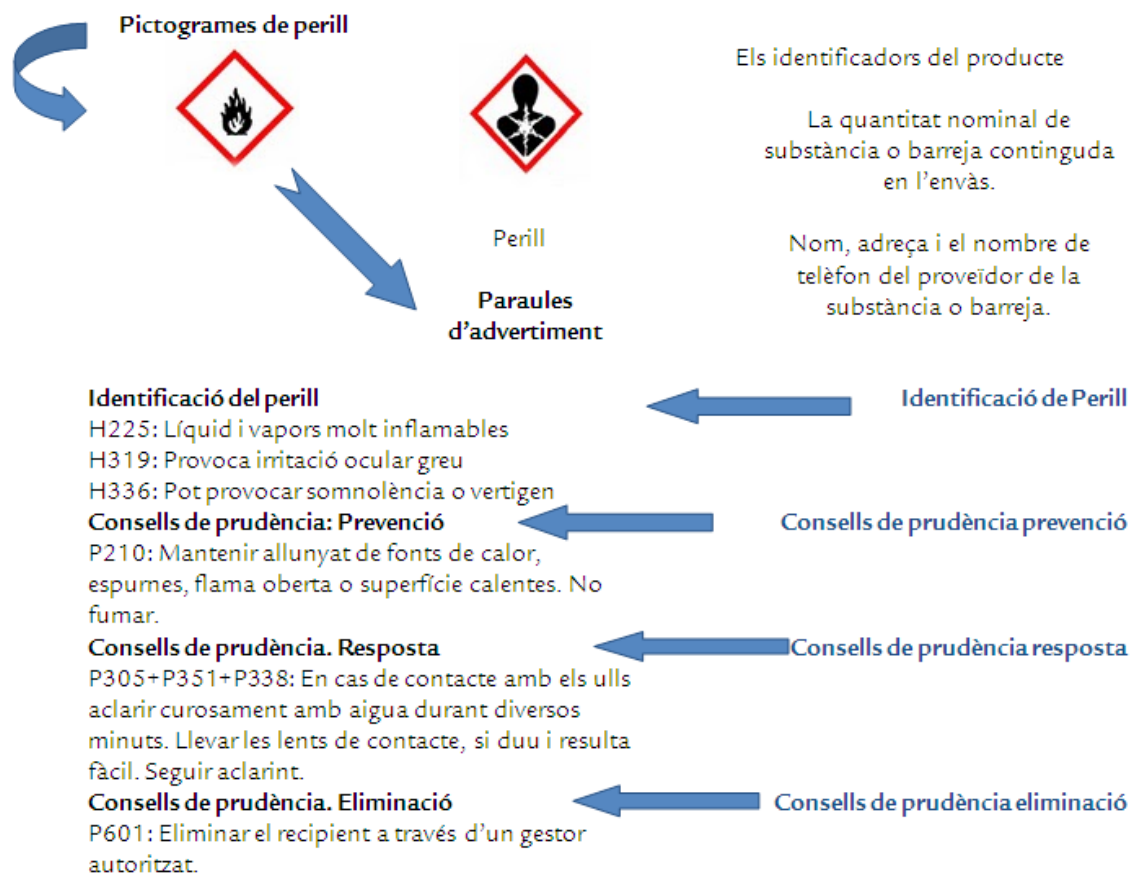 Pictogrames de perill
Els identificadors del producte
La quantitat nominal de
substància o barreja continguda
en l'envàs.
Perill
Nom, adreça i el nombre de
telèfon del proveïdor de la
substància o barreja.
Paraules
d'advertiment
Identificació del perill
Identificació de Perill
H225: Líquid i vapors molt inflamables
H319: Provoca irritació ocular greu
H336: Pot provocar somnolència o vertigen
Consells de prudència: Prevenció
Consells de prudència prevenció
P210: Mantenir allunyat de fonts de calor,
espumes, flama oberta o superfície calentes. No
fumar.
Consells de prudència. Resposta
Consells de prudència resposta
P305+P351+P338: En cas de contacte amb els ulls
aclarir curosament amb aigua durant diversos
minuts. Llevar les lents de contacte, si duu i resulta
fàcil. Seguir aclarint.
Consells de prudència. Eliminació
Consells de prudència eliminació
P601: Eliminar el recipient a través d'un gestor
autoritzat.